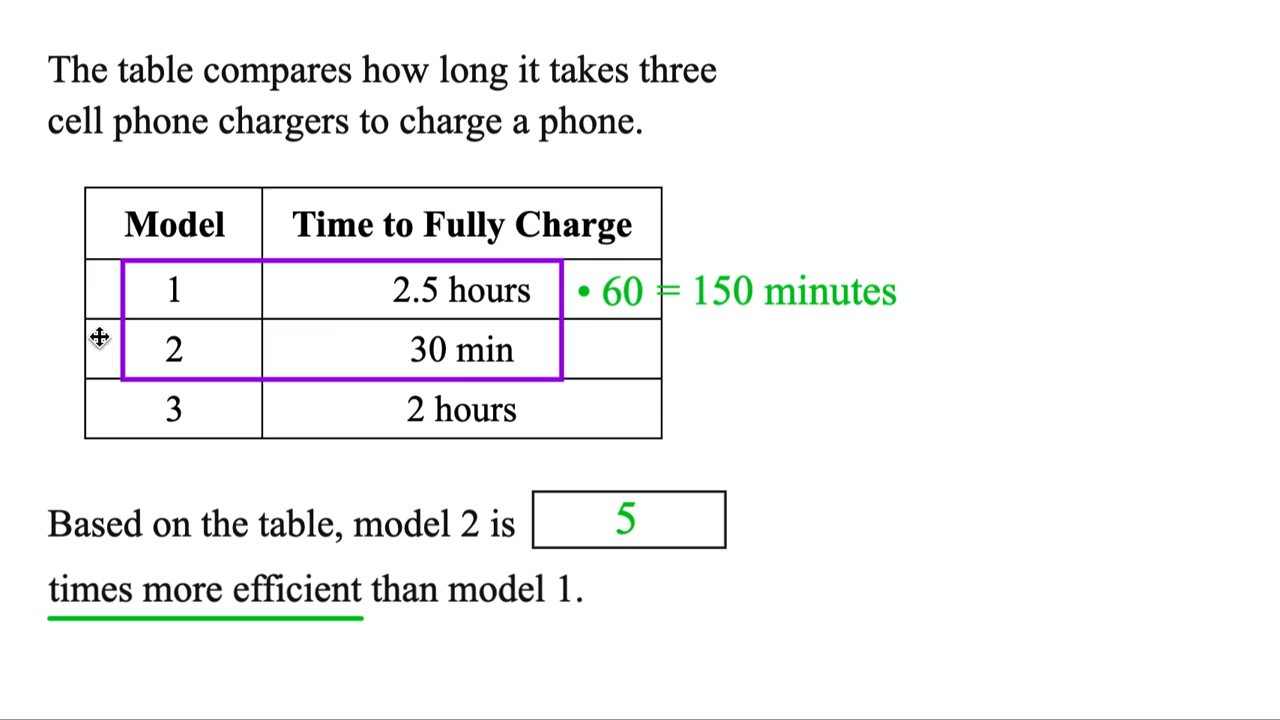 The table compares how long it takes three
cell phone chargers to charge a phone.
Model Time to Fully Charge
1 2.5 hours • 60 = 150 minutes
2 30 min
3 2 hours
Based on the table, model 2 is 5
times more efficient than model 1.